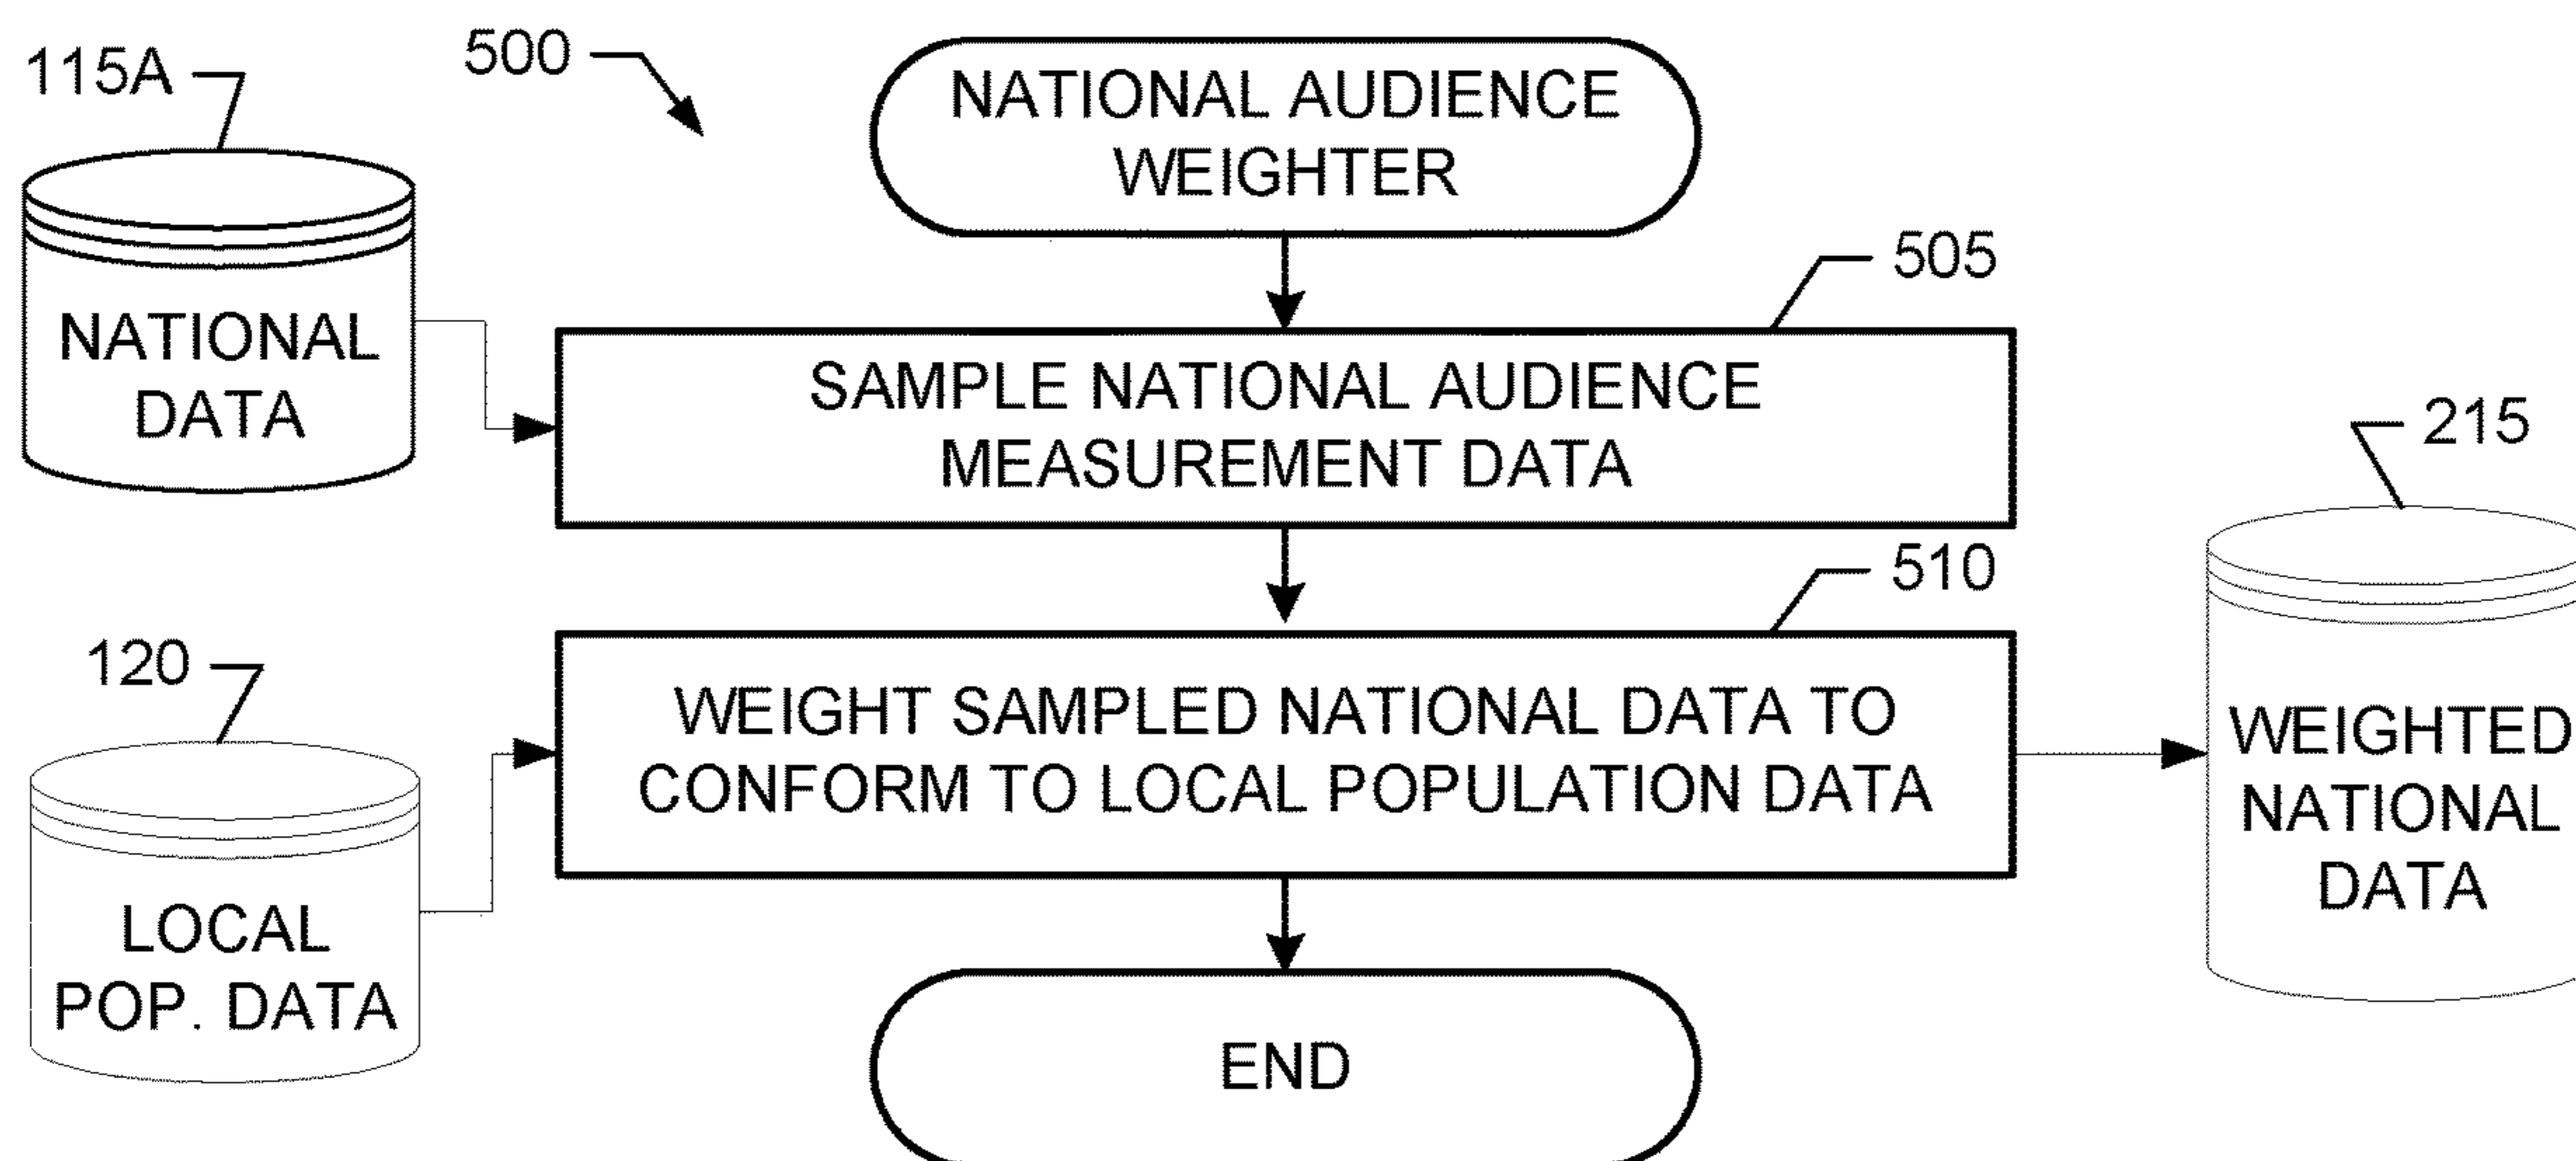 115A
500
NATIONAL AUDIENCE
WEIGHTER
505
NATIONAL
DATA
SAMPLE NATIONAL AUDIENCE
MEASUREMENT DATA
215
510
120
WEIGHT SAMPLED NATIONAL DATA TO
CONFORM TO LOCAL POPULATION DATA
WEIGHTED
NATIONAL
DATA
LOCAL
POP. DATA
END